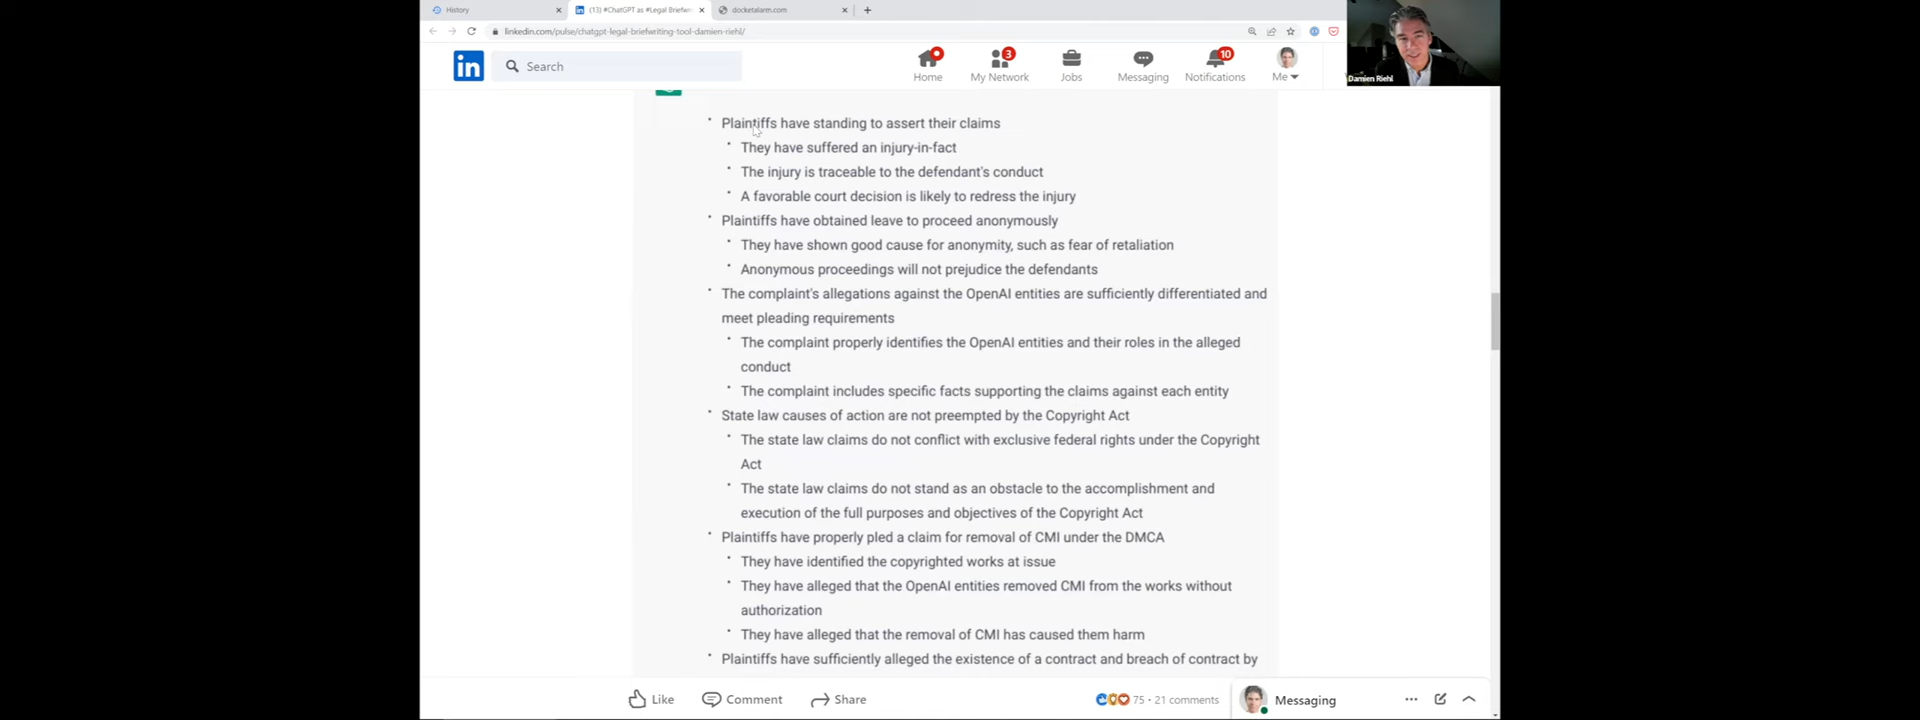 History
(13) #ChatGPT as #Legal Briefwri
docketalarm.com
linkedin.com/pulse/chatgpt-legal-briefwriting-tool-damien-riehl/
Damien Riehl
in
Search
3
10
Home
My Network
Jobs
Messaging
Notifications
Me
Plaintiffs have standing to assert their claims
They have suffered an injury-in-fact
The injury is traceable to the defendant's conduct
A favorable court decision is likely to redress the injury
Plaintiffs have obtained leave to proceed anonymously
They have shown good cause for anonymity, such as fear of retaliation
Anonymous proceedings will not prejudice the defendants
The complaint's allegations against the OpenAI entities are sufficiently differentiated and
meet pleading requirements
The complaint properly identifies the OpenAI entities and their roles in the alleged
conduct
The complaint includes specific facts supporting the claims against each entity
State law causes of action are not preempted by the Copyright Act
The state law claims do not conflict with exclusive federal rights under the Copyright
Act
The state law claims do not stand as an obstacle to the accomplishment and
execution of the full purposes and objectives of the Copyright Act
Plaintiffs have properly pled a claim for removal of CMI under the DMCA
They have identified the copyrighted works at issue
They have alleged that the OpenAI entities removed CMI from the works without
authorization
They have alleged that the removal of CMI has caused them harm
Plaintiffs have sufficiently alleged the existence of a contract and breach of contract by
Like
Comment
Share
75 · 21 comments
Messaging